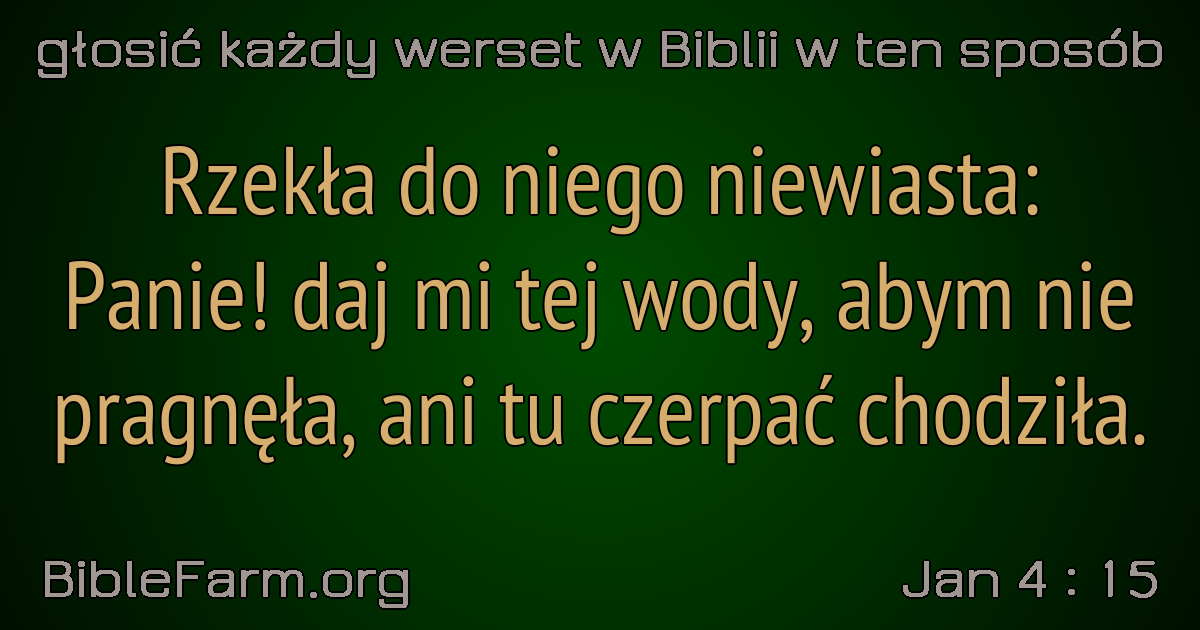 głosić każdy werset w Biblii w ten sposób
Rzekła do niego niewiasta:
Panie! daj mi tej wody, abym nie
pragnęła, ani tu czerpać chodziła.
BibleFarm.org
Jan 4 : 15